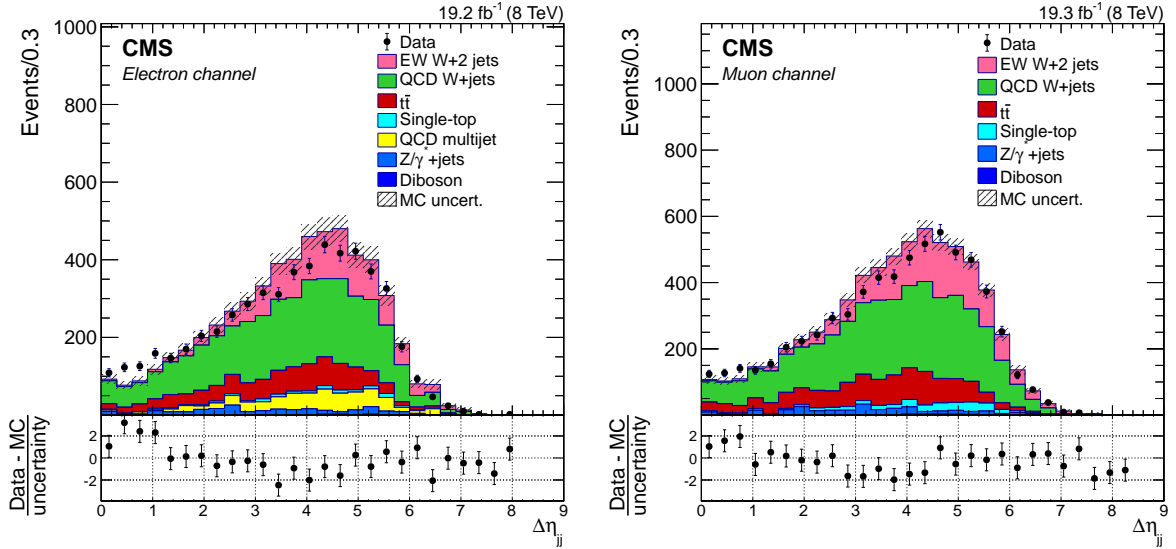 19.2 fb⁻¹ (8 TeV)
CMS
Electron channel
Data
EW W+2 jets
QCD W+jets
tt̄
Single-top
QCD multijet
Z/γ* +jets
Diboson
MC uncert.
Events/0.3
1000
800
600
400
200
Data - MC
uncertainty
2
0
-2
0 1 2 3 4 5 6 7 8 9
Δηjj
19.3 fb⁻¹ (8 TeV)
CMS
Muon channel
Data
EW W+2 jets
QCD W+jets
tt̄
Single-top
Z/γ* +jets
Diboson
MC uncert.
Events/0.3
1000
800
600
400
200
Data - MC
uncertainty
2
0
-2
0 1 2 3 4 5 6 7 8 9
Δηjj